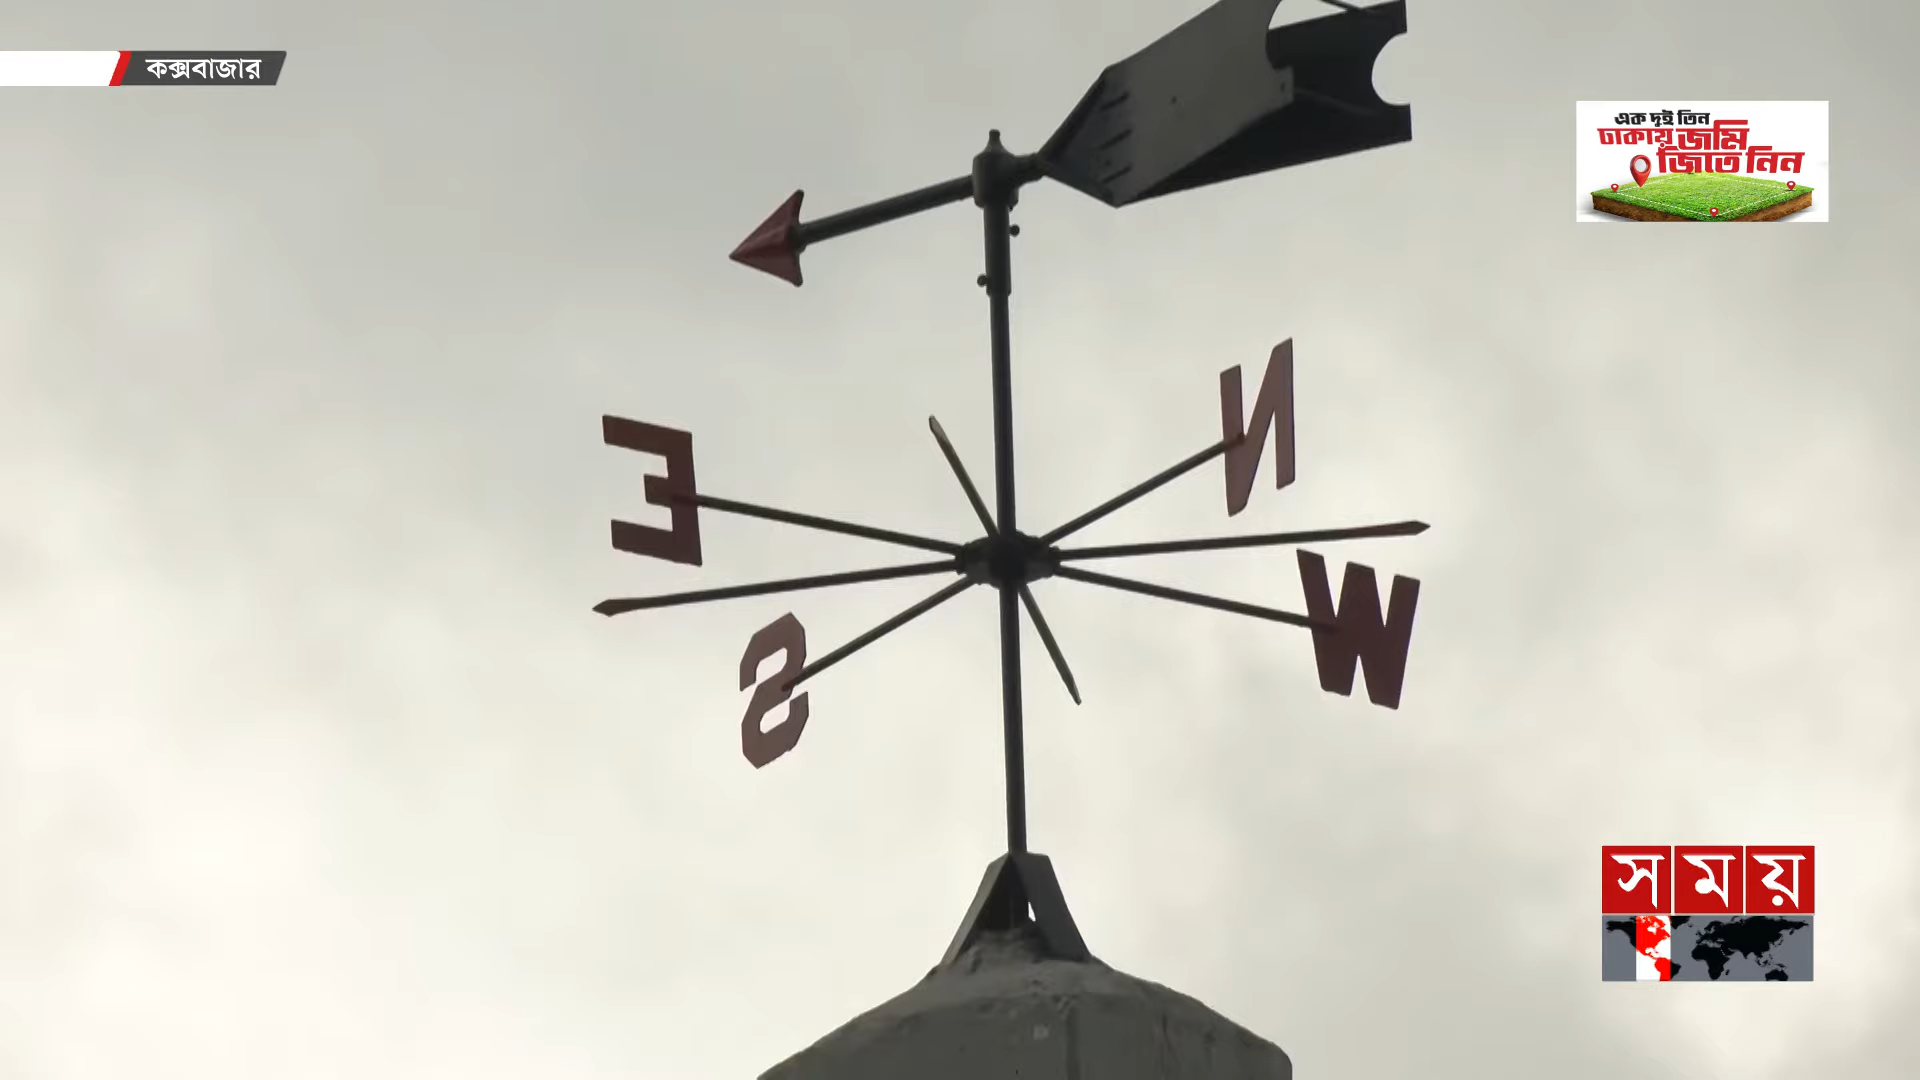 কক্সবাজার
এক দুই তিন
ঢাকায় জমি
জিতে নিন
N
E
W
S
সময়